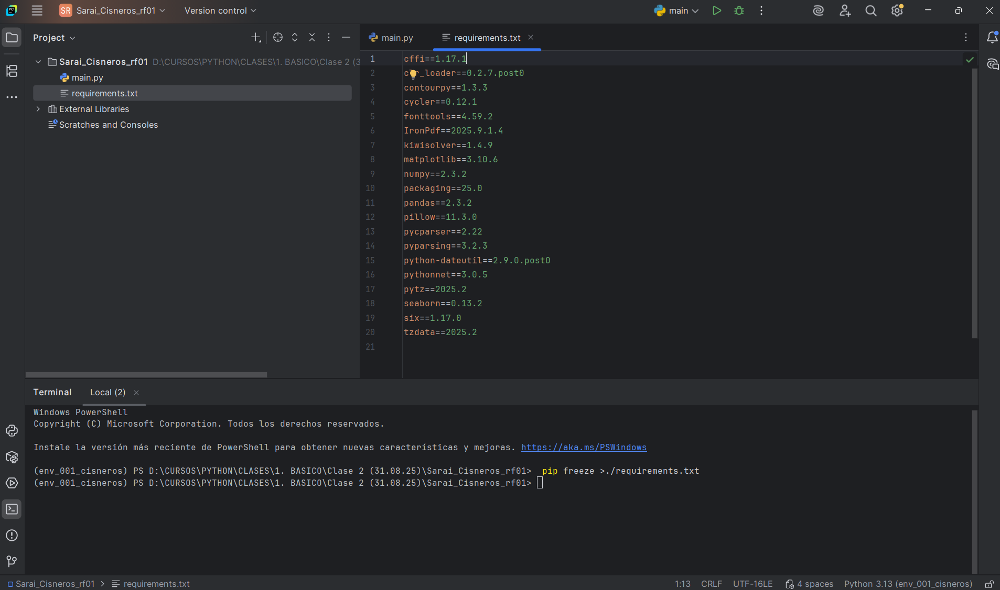 PC SR Sarai_Cisneros_rf01 Version control main
Project
main.py requirements.txt
Sarai_Cisneros_rf01 D:\CURSOS\PYTHON\CLASES\1. BASICO\Clase 2 (3
main.py
requirements.txt
External Libraries
Scratches and Consoles
1 cffi==1.17.1
2 c _loader==0.2.7.post0
3 contourpy==1.3.3
4 cycler==0.12.1
5 fonttools==4.59.2
6 IronPdf==2025.9.1.4
7 kiwisolver==1.4.9
8 matplotlib==3.10.6
9 numpy==2.3.2
10 packaging==25.0
11 pandas==2.3.2
12 pillow==11.3.0
13 pycparser==2.22
14 pyparsing==3.2.3
15 python-dateutil==2.9.0.post0
16 pythonnet==3.0.5
17 pytz==2025.2
18 seaborn==0.13.2
19 six==1.17.0
20 tzdata==2025.2
21
Terminal Local (2)
Windows PowerShell
Copyright (C) Microsoft Corporation. Todos los derechos reservados.
Instale la versión más reciente de PowerShell para obtener nuevas características y mejoras. https://aka.ms/PSWindows
(env_001_cisneros) PS D:\CURSOS\PYTHON\CLASES\1. BASICO\Clase 2 (31.08.25)\Sarai_Cisneros_rf01> pip freeze >./requirements.txt
(env_001_cisneros) PS D:\CURSOS\PYTHON\CLASES\1. BASICO\Clase 2 (31.08.25)\Sarai_Cisneros_rf01>
Sarai_Cisneros_rf01 > requirements.txt 1:13 CRLF UTF-16LE 4 spaces Python 3.13 (env_001_cisneros)